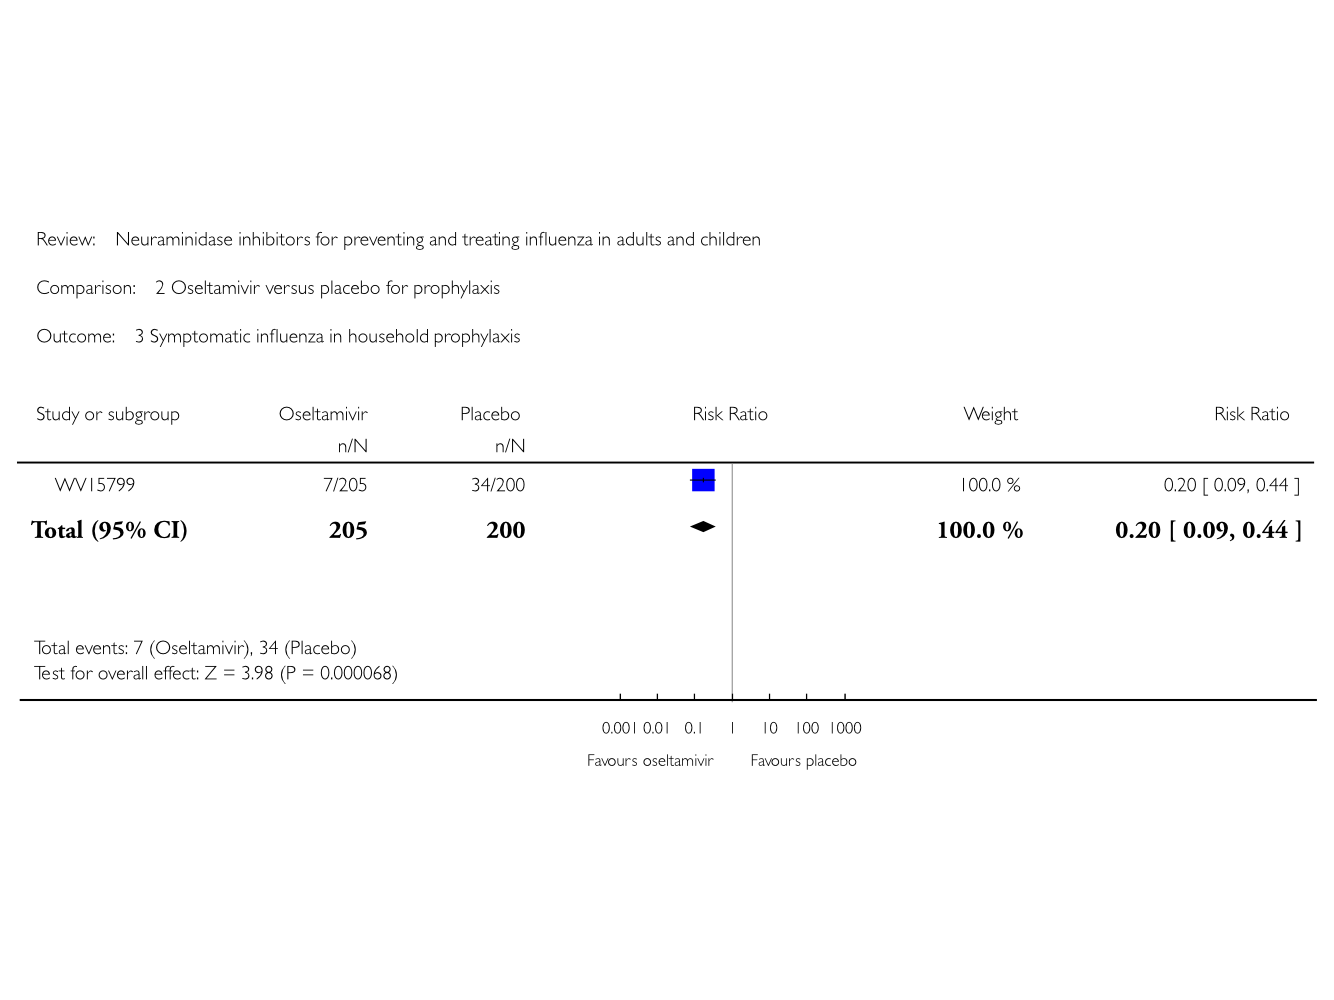 Review: Neuraminidase inhibitors for preventing and treating influenza in adults and children
Comparison: 2 Oseltamivir versus placebo for prophylaxis
Outcome: 3 Symptomatic influenza in household prophylaxis
Study or subgroup Oseltamivir Placebo Risk Ratio Weight Risk Ratio
n/N n/N
WV15799 7/205 34/200 100.0 % 0.20 [ 0.09, 0.44 ]
Total (95% CI) 205 200 100.0 % 0.20 [ 0.09, 0.44 ]
Total events: 7 (Oseltamivir), 34 (Placebo)
Test for overall effect: Z = 3.98 (P = 0.000068)
0.001 0.01 0.1 1 10 100 1000
Favours oseltamivir Favours placebo